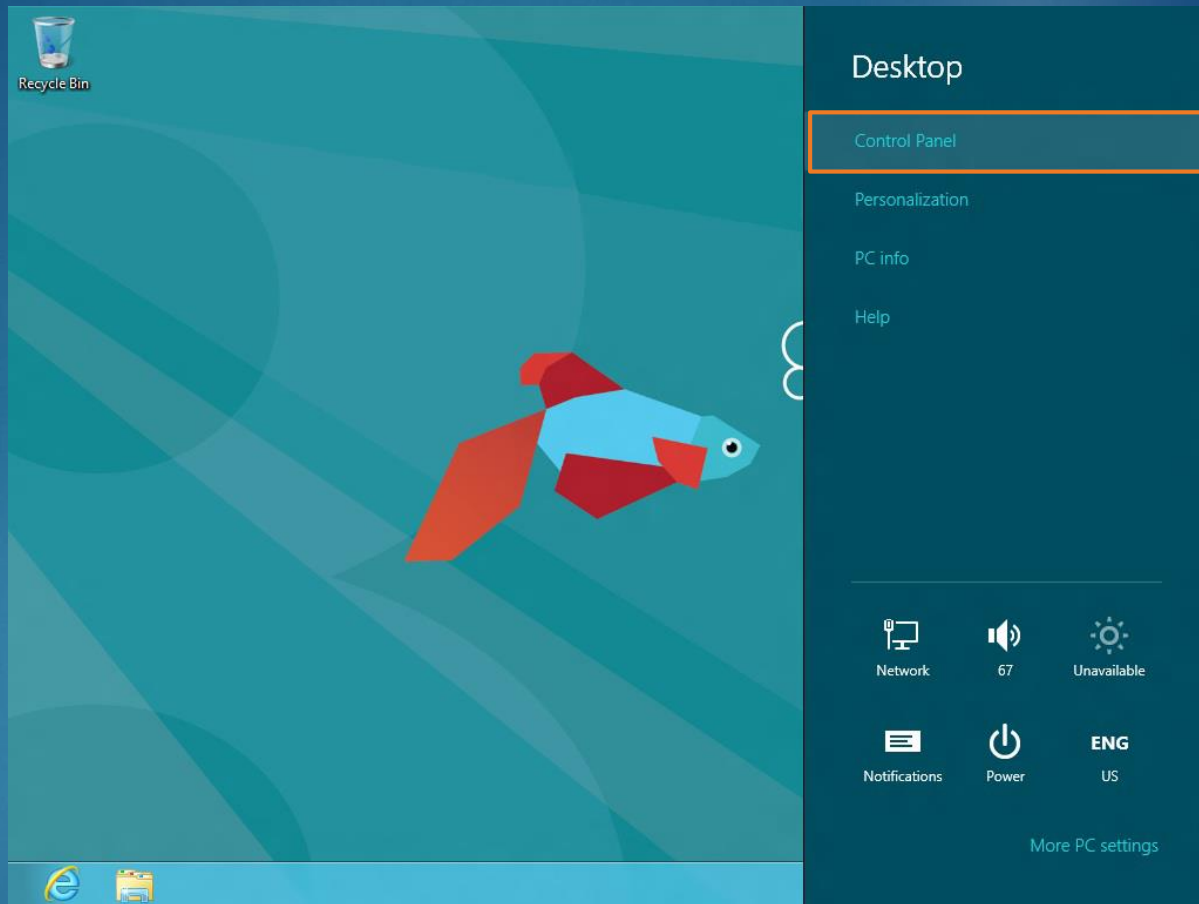 Recycle Bin
Desktop
Control Panel
Personalization
PC info
Help
Network
67
Unavailable
Notifications
Power
ENG
US
More PC settings